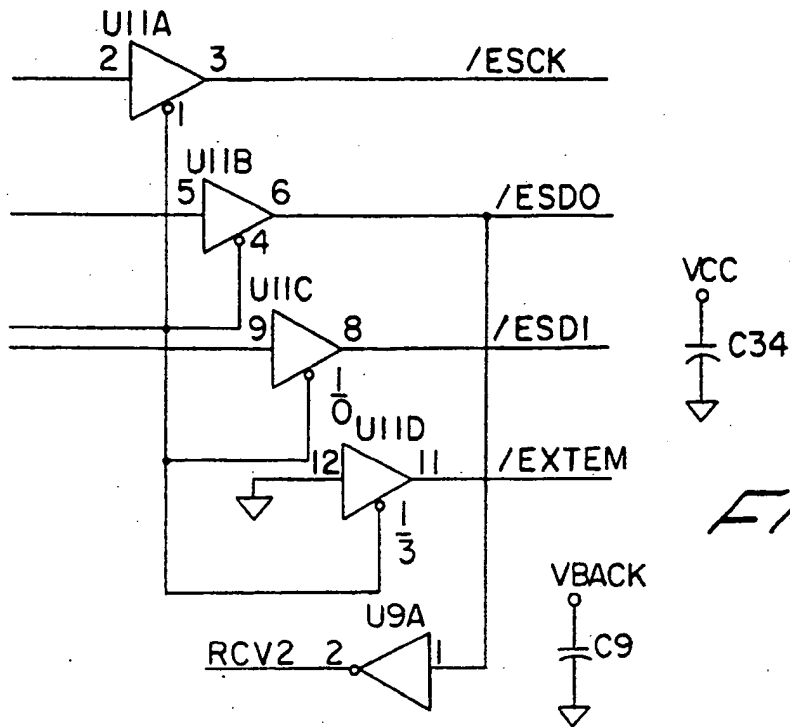 U11A
2 3 /ESCK
1
U11B
5 6 /ESDO
4
VCC
U11C
9 8 /ESD1
C34
1
0
U11D
12 11 /EXTEM
1
3
VBACK
U9A
RCV2 2 1
C9